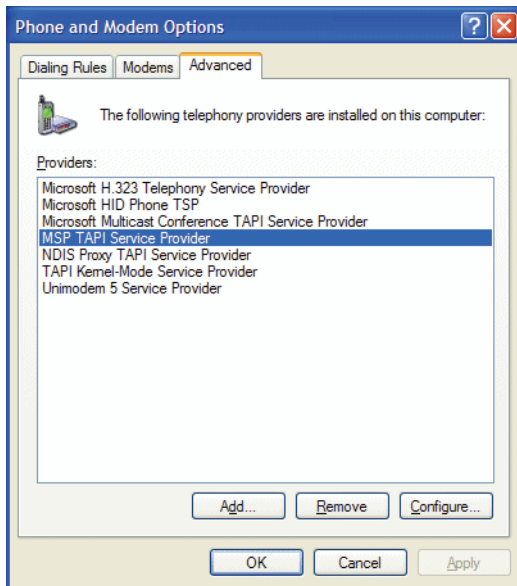 Phone and Modem Options
Dialing Rules Modems Advanced
The following telephony providers are installed on this computer:
Providers:
Microsoft H.323 Telephony Service Provider
Microsoft HID Phone TSP
Microsoft Multicast Conference TAPI Service Provider
MSP TAPI Service Provider
NDIS Proxy TAPI Service Provider
TAPI Kernel-Mode Service Provider
Unimodem 5 Service Provider
Add... Remove Configure...
OK Cancel Apply